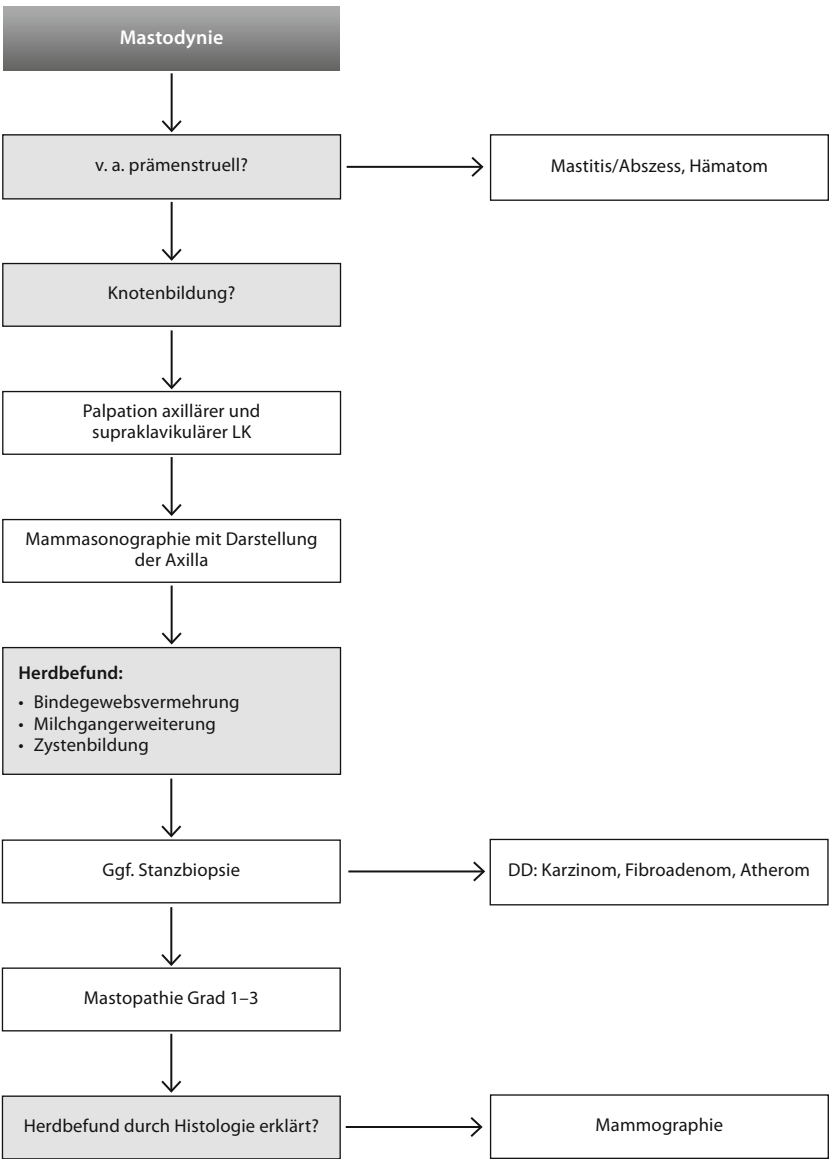 Mastodynie
v. a. prämenstruell?
Mastitis/Abszess, Hämatom
Knotenbildung?
Palpation axillärer und
supraklavikulärer LK
Mammasonographie mit Darstellung
der Axilla
Herdbefund:
• Bindegewebsvermehrung
• Milchgangerweiterung
• Zystenbildung
Ggf. Stanzbiopsie
DD: Karzinom, Fibroadenom, Atherom
Mastopathie Grad 1–3
Herdbefund durch Histologie erklärt?
Mammographie